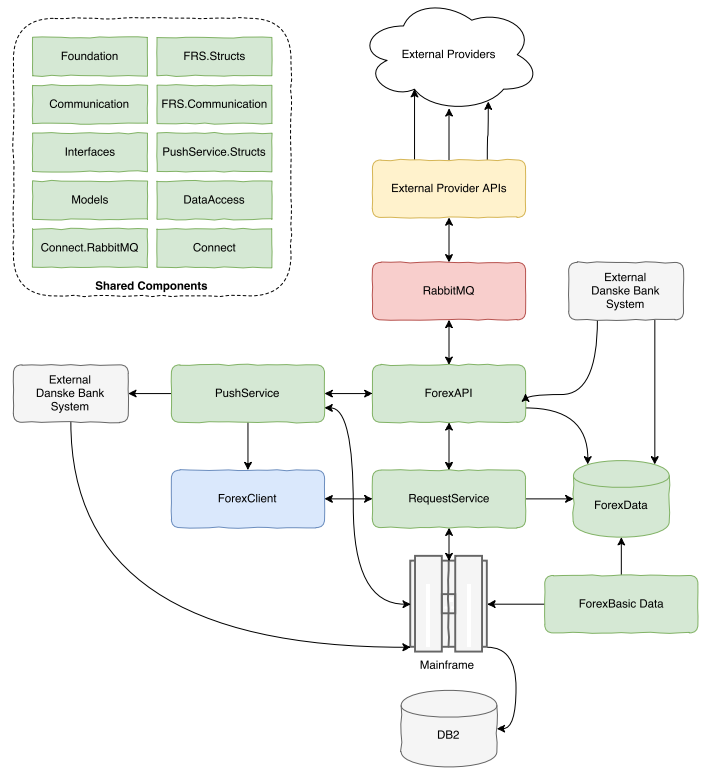 Foundation
FRS.Structs
Communication
FRS.Communication
Interfaces
PushService.Structs
Models
DataAccess
Connect.RabbitMQ
Connect
Shared Components
External Providers
External Provider APIs
RabbitMQ
External
Danske Bank
System
External
Danske Bank
System
PushService
ForexAPI
ForexClient
RequestService
ForexData
ForexBasic Data
Mainframe
DB2